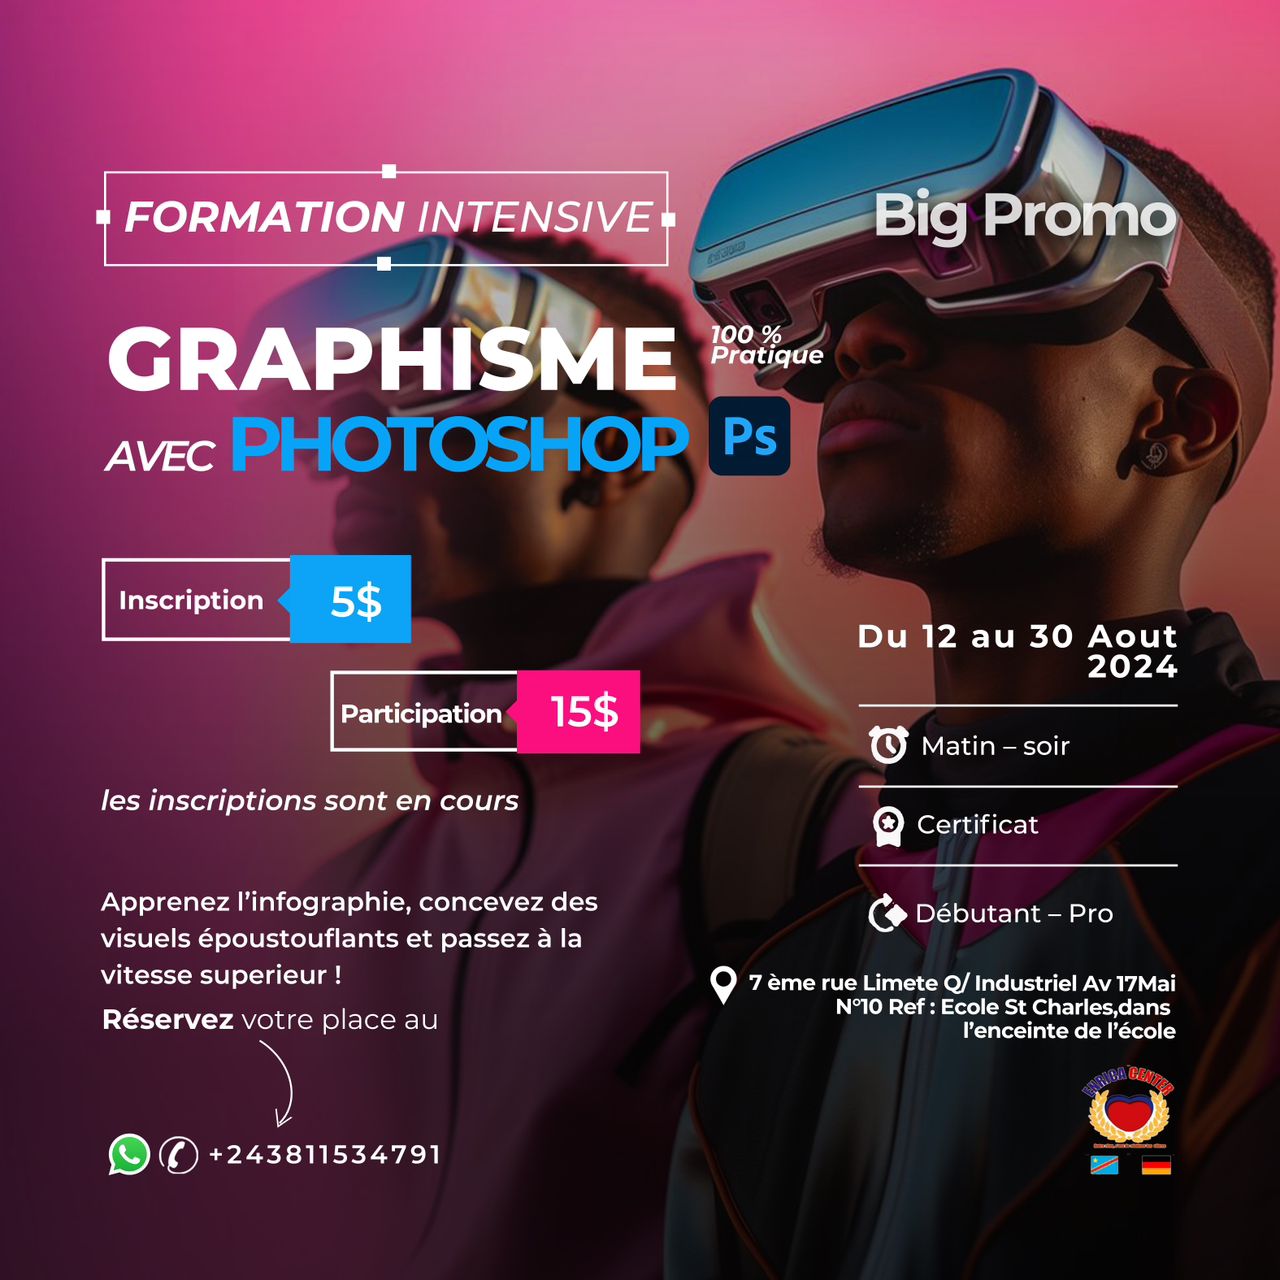 FORMATION INTENSIVE
Big Promo
GRAPHISME
100 %
Pratique
AVEC PHOTOSHOP
Ps
Inscription 5$
Participation 15$
les inscriptions sont en cours
Apprenez l’infographie, concevez des
visuels époustouflants et passez à la
vitesse superieur !
Réservez votre place au
+243811534791
Du 12 au 30 Aout
2024
Matin – soir
Certificat
Débutant – Pro
7 ème rue Limete Q/ Industriel Av 17Mai
N°10 Ref : Ecole St Charles,dans
l’enceinte de l’école
CENTER